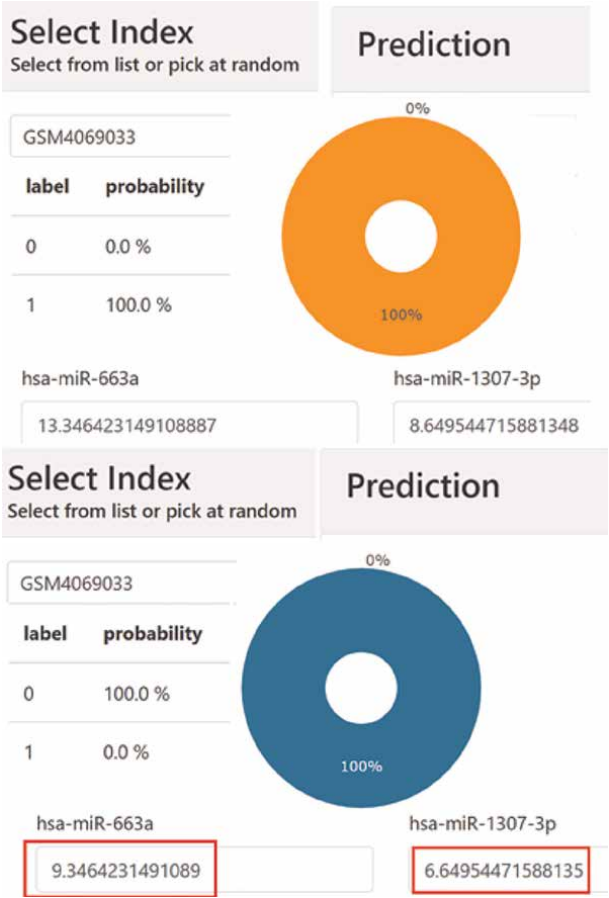 Select Index
Select from list or pick at random
Prediction
GSM4069033
label probability
0 0.0 %
1 100.0 %
0%
100%
hsa-miR-663a
13.346423149108887
hsa-miR-1307-3p
8.649544715881348
Select Index
Select from list or pick at random
Prediction
GSM4069033
label probability
0 100.0 %
1 0.0 %
0%
100%
hsa-miR-663a
9.3464231491089
hsa-miR-1307-3p
6.64954471588135